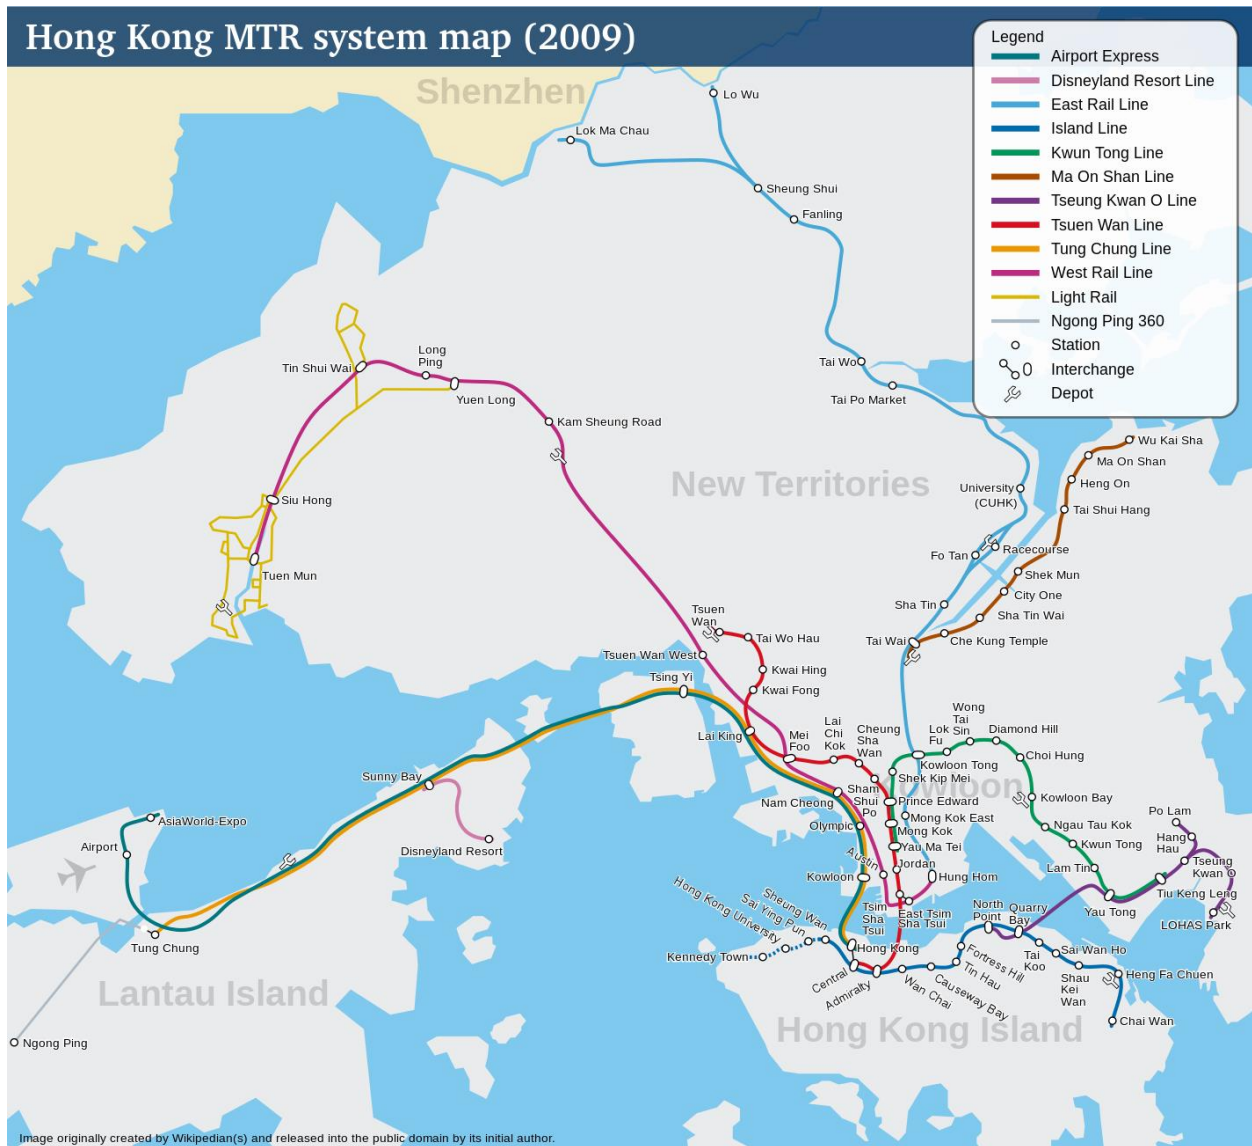 Hong Kong MTR system map (2009)
Legend
Airport Express
Disneyland Resort Line
East Rail Line
Island Line
Kwun Tong Line
Ma On Shan Line
Tseung Kwan O Line
Tsuen Wan Line
Tung Chung Line
West Rail Line
Light Rail
Ngong Ping 360
Station
Interchange
Depot
Shenzhen
Lo Wu
Lok Ma Chau
Sheung Shui
Fanling
Tai Wo
Tai Po Market
Long
Ping
Tin Shui Wai
Yuen Long
Kam Sheung Road
Siu Hong
Tuen Mun
New Territories
University
(CUHK)
Wu Kai Sha
Ma On Shan
Heng On
Tai Shui Hang
Fo Tan
Racecourse
Shek Mun
City One
Sha Tin
Sha Tin Wai
Tai Wai
Che Kung Temple
Tsuen
Wan
Tai Wo Hau
Tsuen Wan West
Kwai Hing
Kwai Fong
Tsing Yi
Lai King
Mei
Foo
Lai
Chi
Kok
Cheung
Sha
Wan
Lok
Fu
Wong
Tai
Sin
Diamond Hill
Choi Hung
Kowloon Tong
Shek Kip Mei
Kowloon
Kowloon Bay
Nam Cheong
Sham
Shui
Po
Prince Edward
Mong Kok East
Mong Kok
Yau Ma Tei
Jordan
Olympic
Austin
Kowloon
Hung Hom
Ngau Tau Kok
Kwun Tong
Lam Tin
Yau Tong
Po Lam
Hang
Hau
Tseung
Kwan O
Tiu Keng Leng
LOHAS Park
Sunny Bay
Disneyland Resort
AsiaWorld-Expo
Airport
Tung Chung
Tsim
Sha
Tsui
East Tsim
Sha Tsui
Sheung Wan
Sai Ying Pun
Hong Kong University
Kennedy Town
Hong Kong
Central
Admiralty
Wan Chai
Causeway Bay
Tin Hau
Fortress Hill
North
Point
Quarry
Bay
Tai
Koo
Sai Wan Ho
Shau
Kei
Wan
Heng Fa Chuen
Chai Wan
Lantau Island
Hong Kong Island
Ngong Ping
Image originally created by Wikipedian(s) and released into the public domain by its initial author.